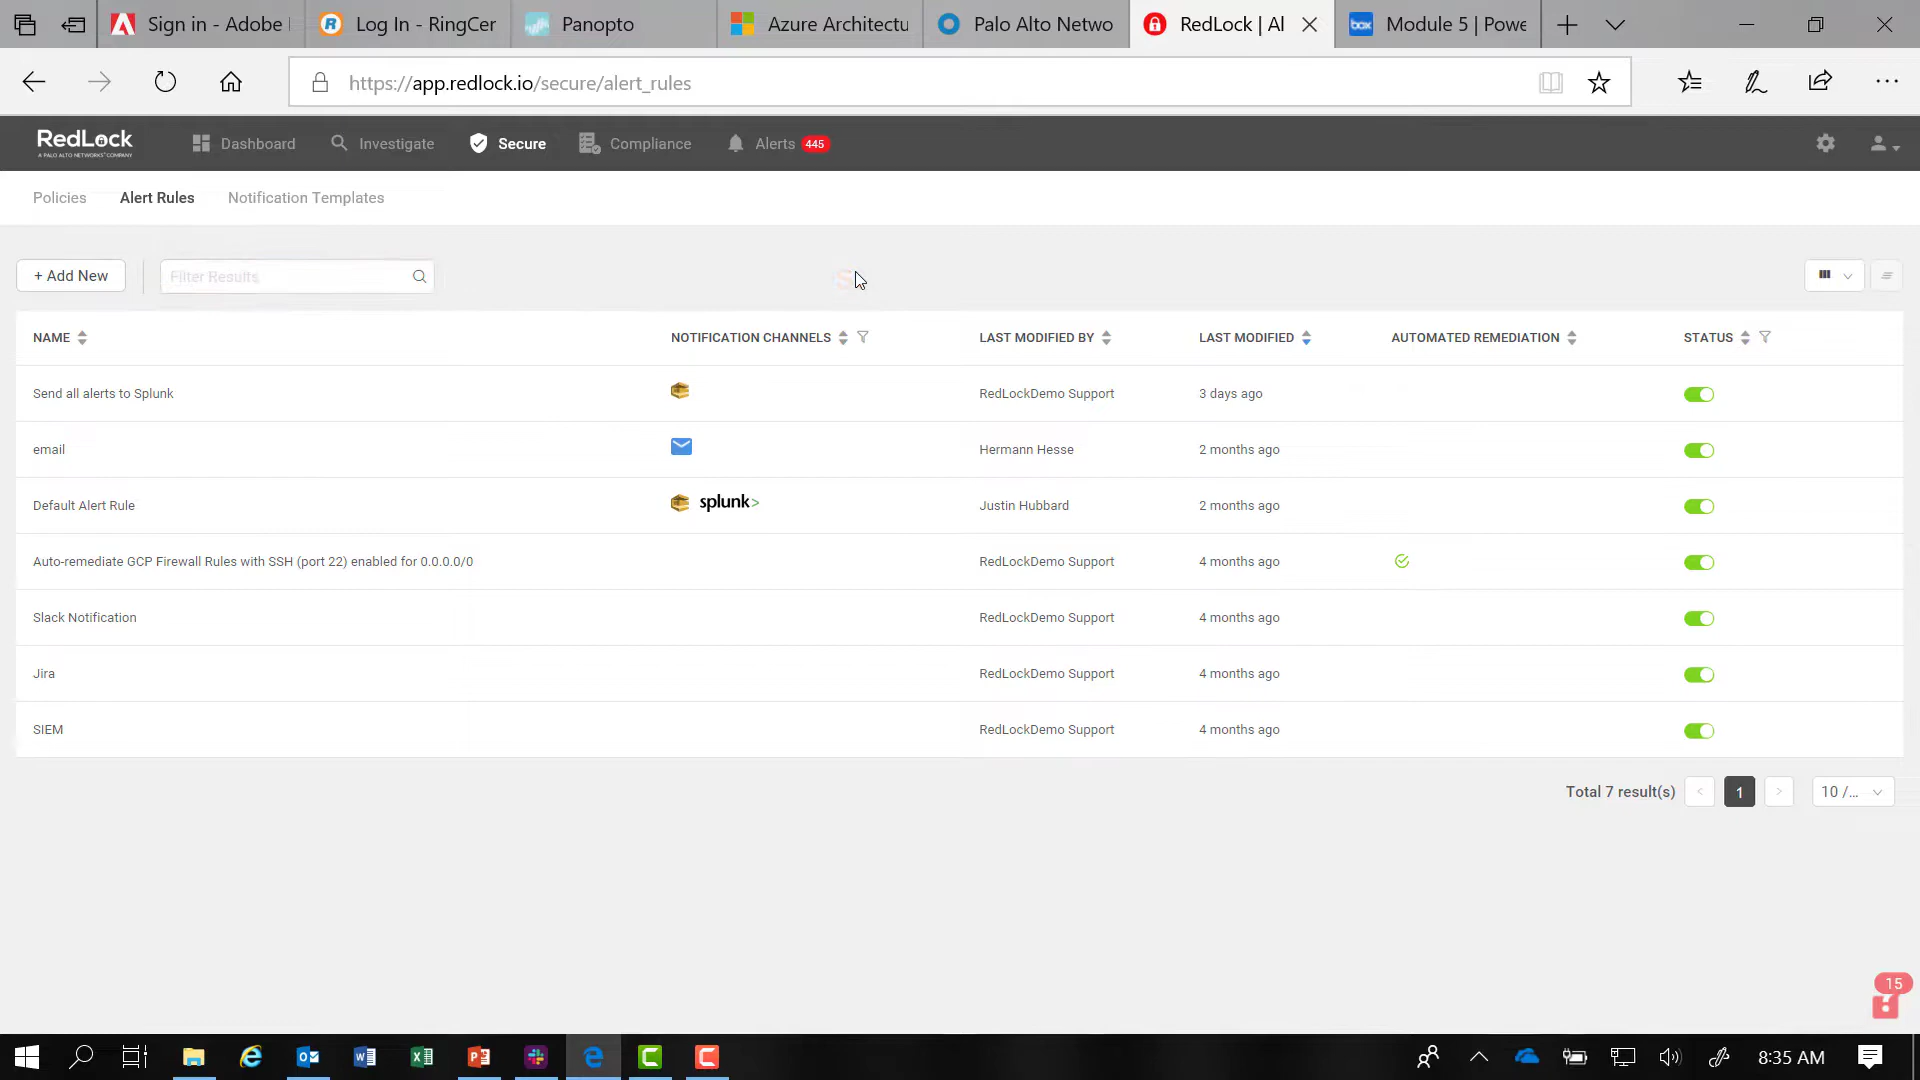 Sign in - Adobe
Log In - RingCer
Panopto
Azure Architectu
Palo Alto Netwo
RedLock | Al
box
Module 5 | Powe
https://app.redlock.io/secure/alert_rules
RedLock
A PALO ALTO NETWORKS COMPANY
Dashboard
Investigate
Secure
Compliance
Alerts 445
Policies
Alert Rules
Notification Templates
+ Add New
Filter Results
NAME NOTIFICATION CHANNELS LAST MODIFIED BY LAST MODIFIED AUTOMATED REMEDIATION STATUS
Send all alerts to Splunk RedLockDemo Support 3 days ago
email Hermann Hesse 2 months ago
Default Alert Rule splunk> Justin Hubbard 2 months ago
Auto-remediate GCP Firewall Rules with SSH (port 22) enabled for 0.0.0.0/0 RedLockDemo Support 4 months ago
Slack Notification RedLockDemo Support 4 months ago
Jira RedLockDemo Support 4 months ago
SIEM RedLockDemo Support 4 months ago
Total 7 result(s) < 1 > 10 /...
15
8:35 AM